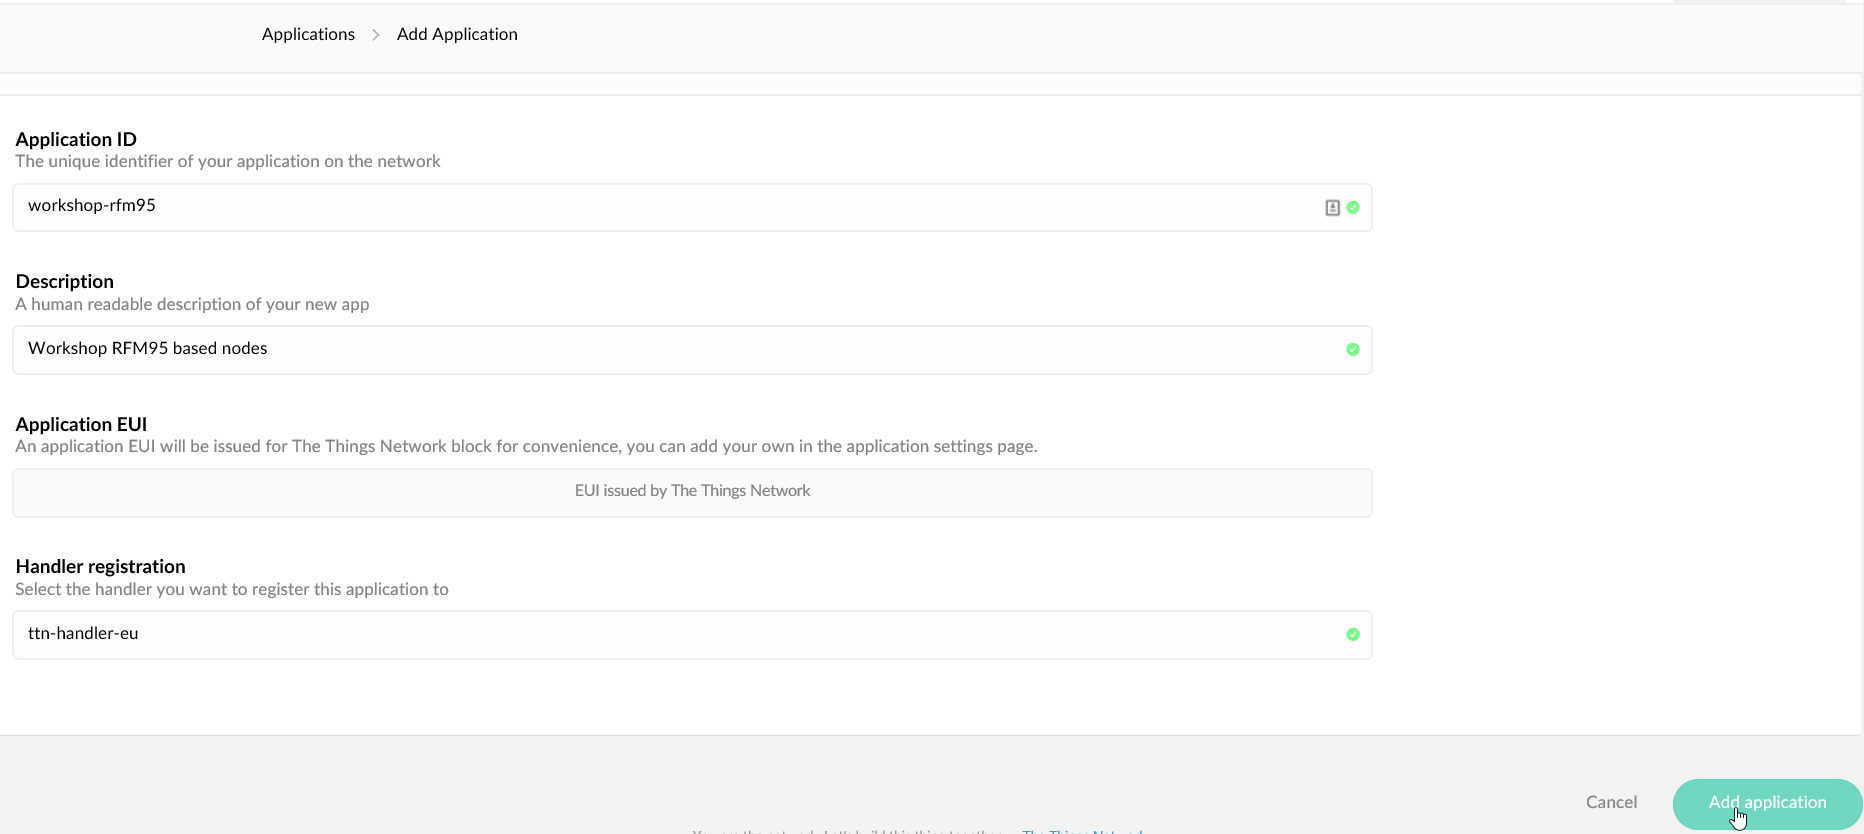 Applications > Add Application
Application ID
The unique identifier of your application on the network
workshop-rfm95
Description
A human readable description of your new app
Workshop RFM95 based nodes
Application EUI
An application EUI will be issued for The Things Network block for convenience, you can add your own in the application settings page.
EUI issued by The Things Network
Handler registration
Select the handler you want to register this application to
ttn-handler-eu
Cancel Add application